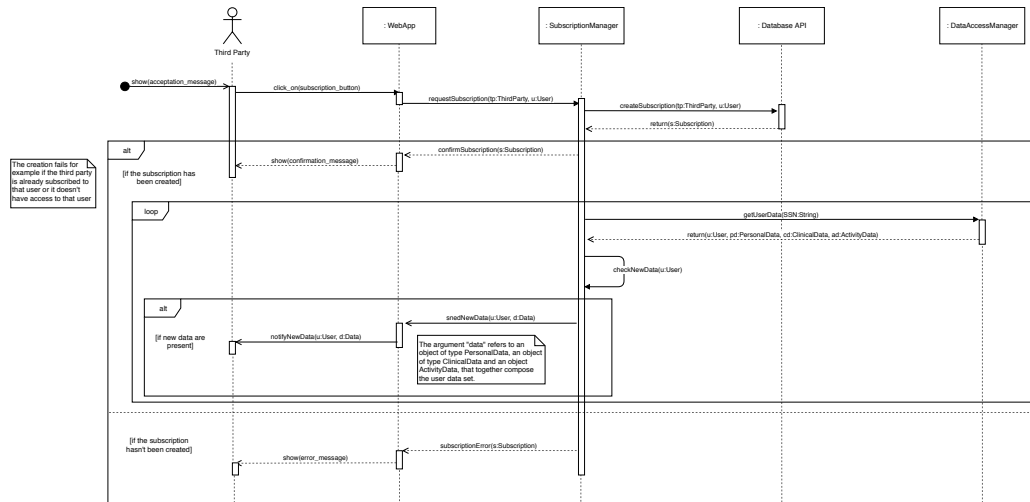 Third Party
: WebApp
: SubscriptionManager
: Database API
: DataAccessManager
show(acceptation_message)
click_on(subscription_button)
requestSubscription(tp:ThirdParty, u:User)
createSubscription(tp:ThirdParty, u:User)
return(s:Subscription)
alt
confirmSubscription(s:Subscription)
show(confirmation_message)
The creation fails for
example if the third party
is already subscribed to
that user or it doesn't
have access to that user
[if the subscription has
been created]
loop
getUserData(SSN:String)
return(u:User, pd:PersonalData, cd:ClinicalData, ad:ActivityData)
checkNewData(u:User)
alt
snedNewData(u:User, d:Data)
[if new data are
present]
notifyNewData(u:User, d:Data)
The argument "data" refers to an
object of type PersonalData, an object
of type ClinicalData and an object
ActivityData, that together compose
the user data set.
[if the subscription
hasn't been created]
subscriptionError(s:Subscription)
show(error_message)